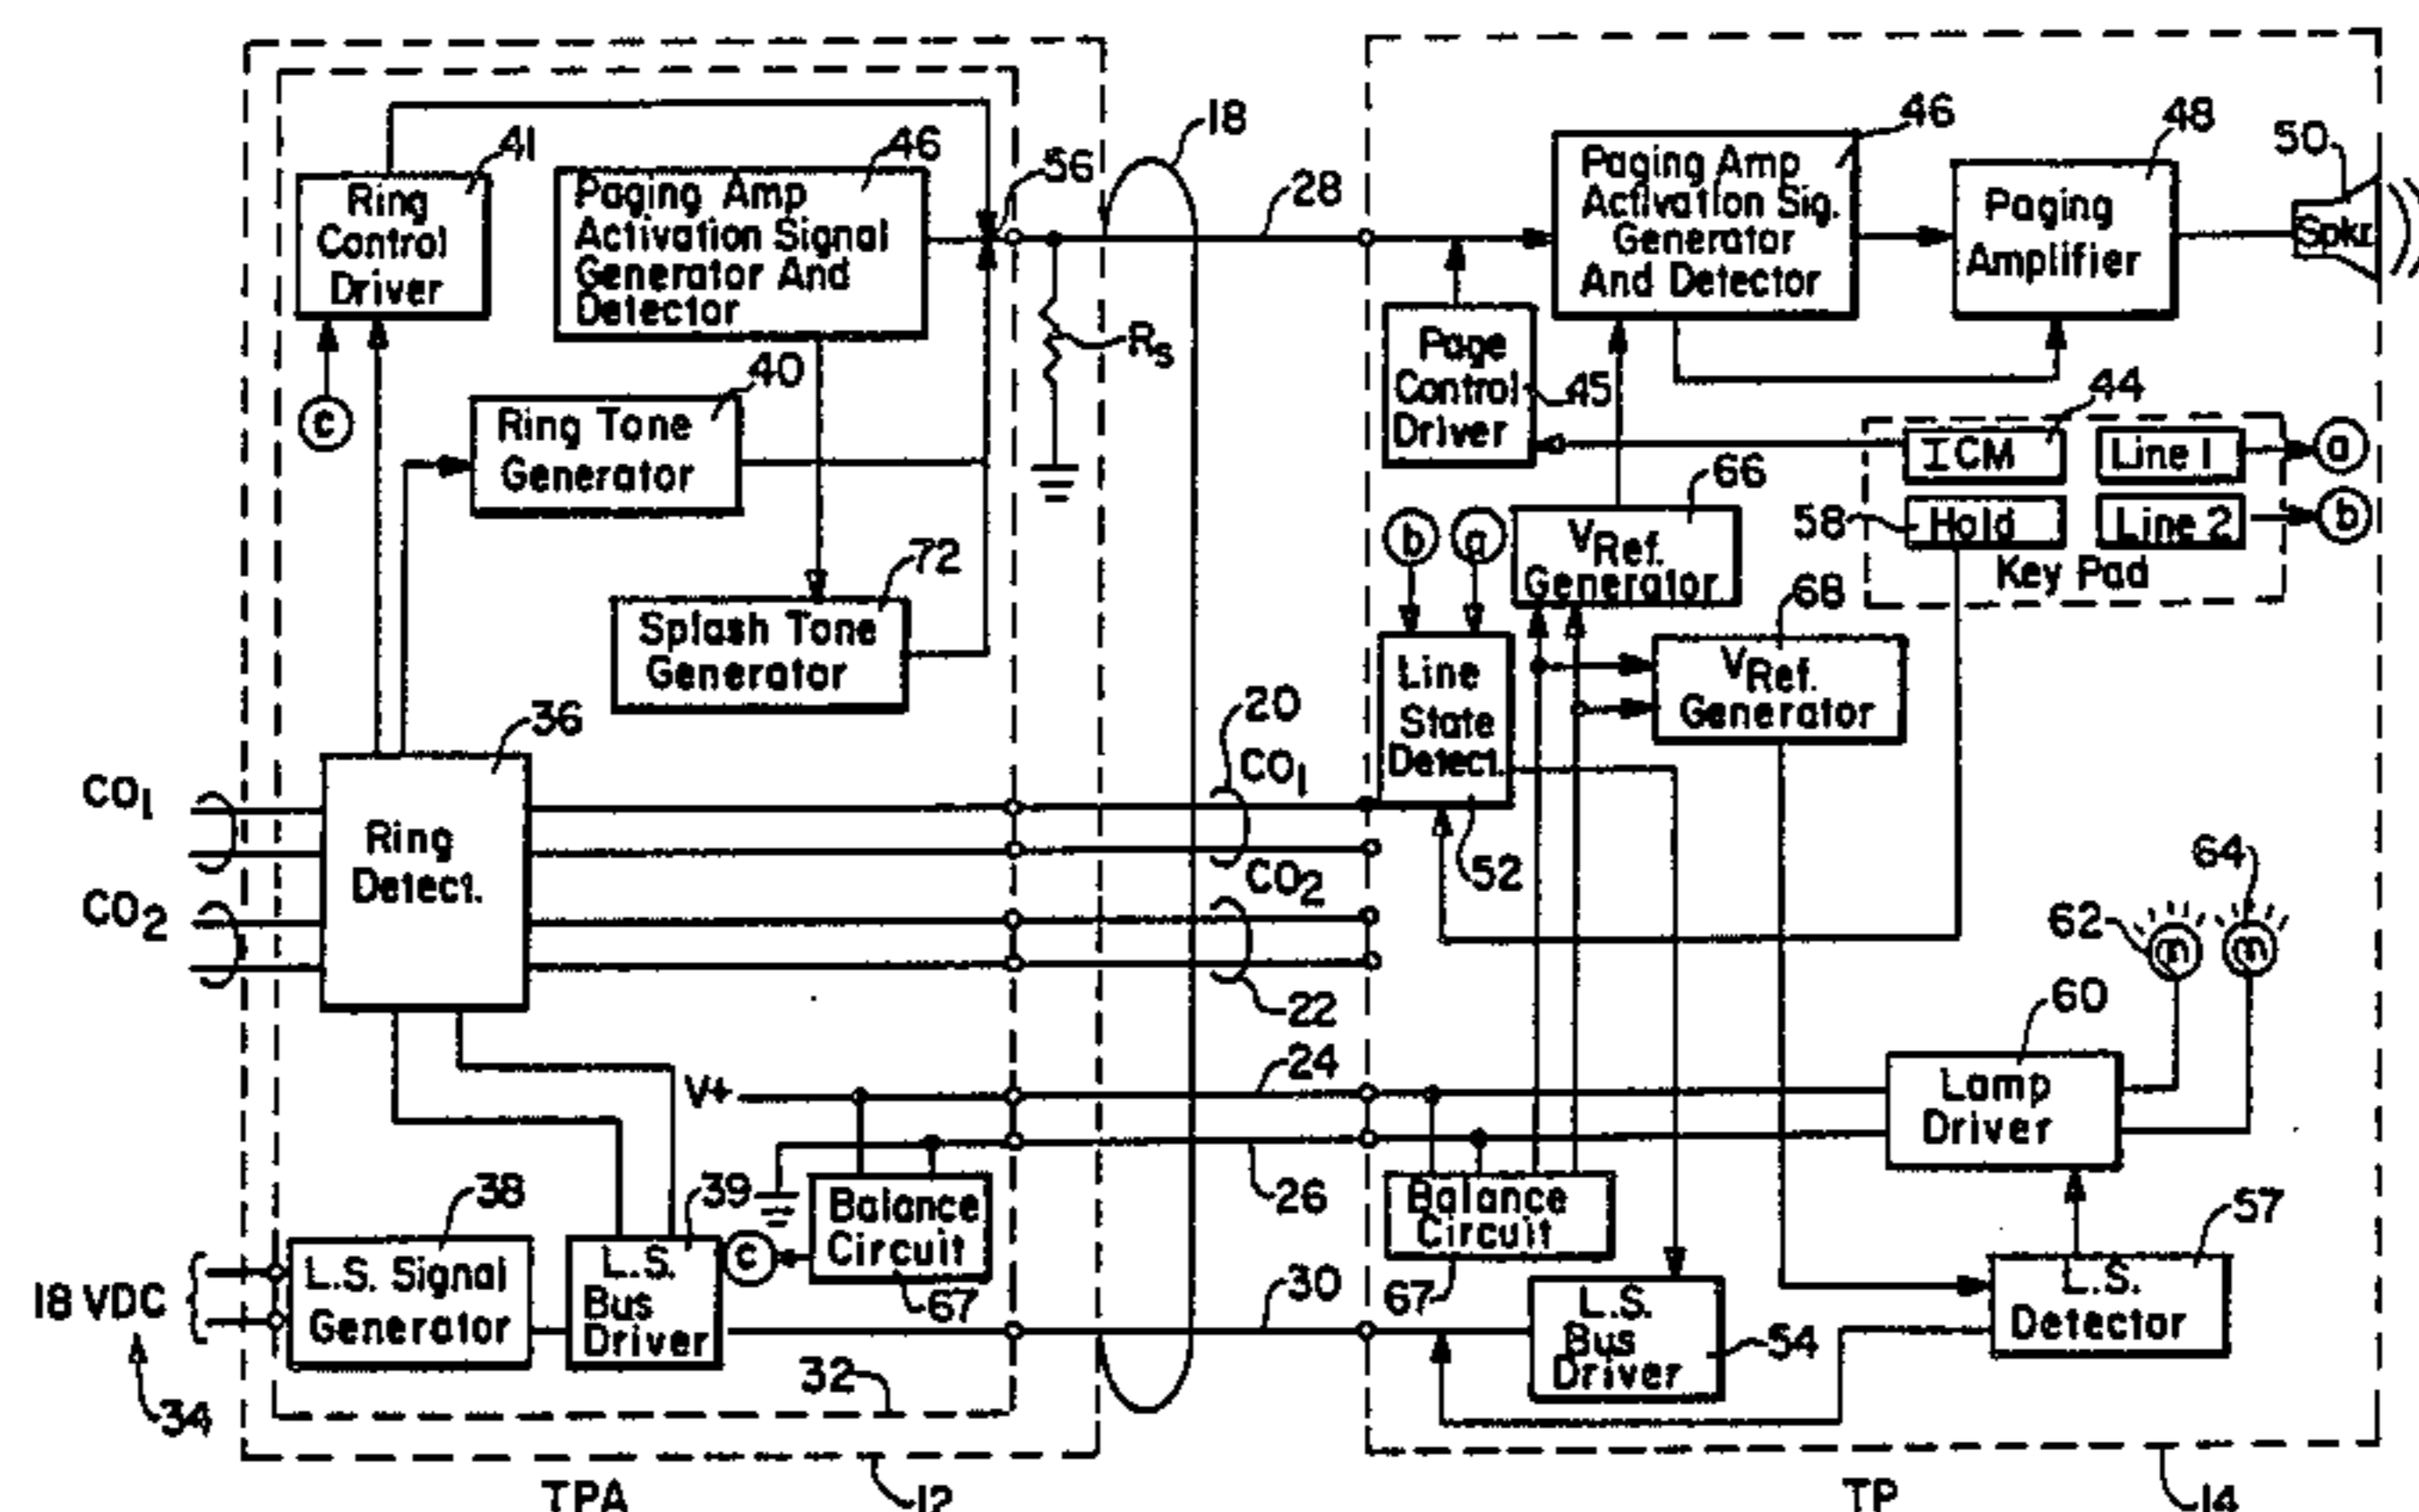 18
41
46
56
28
46
48
50
Ring
Control
Driver
Paging Amp
Activation Signal
Generator And
Detector
Paging Amp
Activation Sig.
Generator
And Detector
Paging
Amplifier
Spkr
RS
Page
Control
Driver
45
44
c
40
Ring Tone
Generator
ICM
Line 1
a
58
Hold
Line 2
b
Key Pad
66
VRef.
Generator
b
a
72
Splash Tone
Generator
68
VRef.
Generator
Line
State
Detect.
52
36
20
CO1
CO1
Ring
Detect.
CO2
CO2
22
62
64
60
Lamp
Driver
V+
24
26
38
39
Balance
Circuit
67
c
Balance
Circuit
67
57
L.S.
Detector
18 VDC
34
L.S. Signal
Generator
L.S.
Bus
Driver
30
L.S.
Bus
Driver
54
32
TPA
12
TP
14